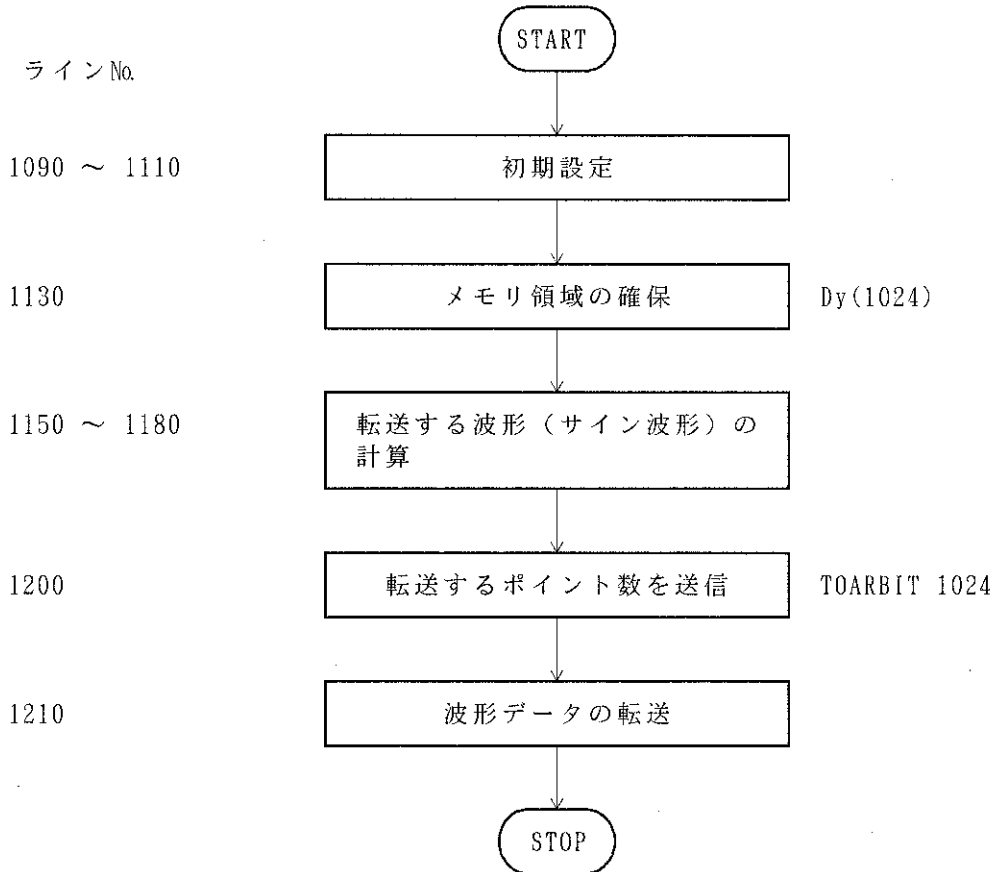 START
ラインNo.
1090 ～ 1110
初期設定
1130
メモリ領域の確保
Dy(1024)
1150 ～ 1180
転送する波形（サイン波形）の
計算
1200
転送するポイント数を送信
TOARBIT 1024
1210
波形データの転送
STOP